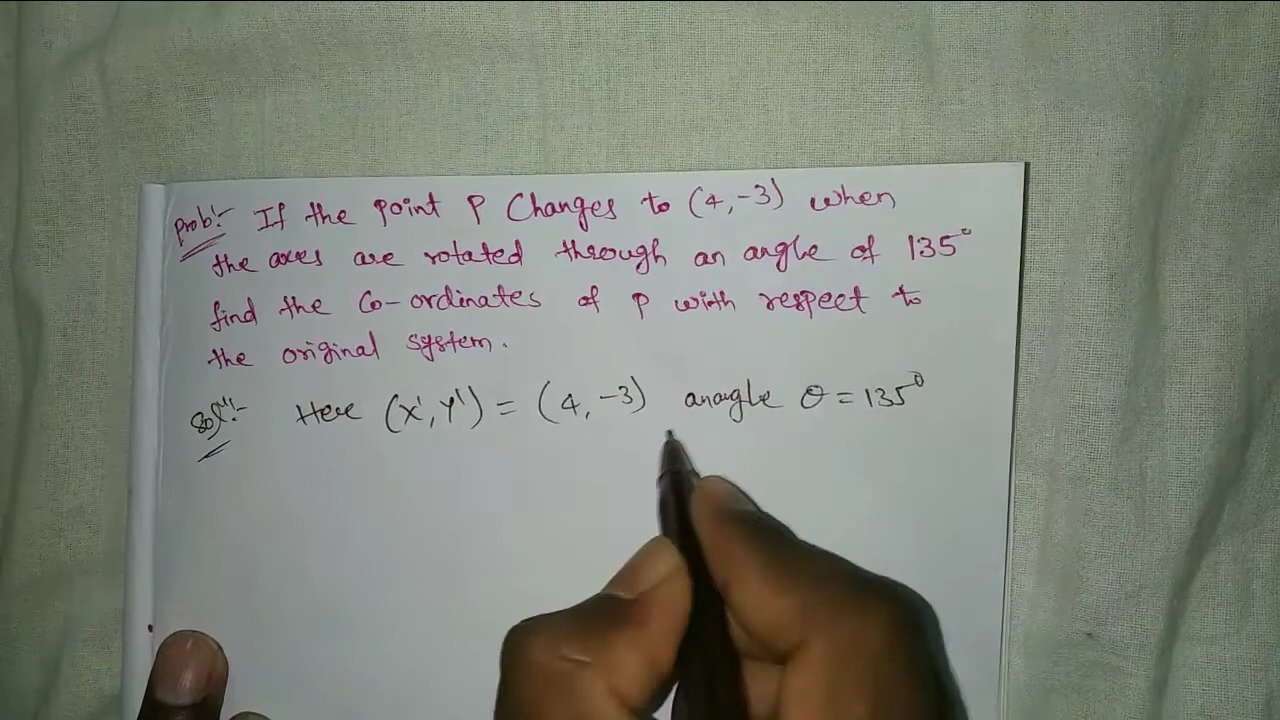 Prob:- If the point P Changes to (4,-3) when
the axes are rotated through an angle of 135°
find the Co-ordinates of P with respect to
the original system.
Sol":- Here (X', Y') = (4, -3) anagle θ = 135°